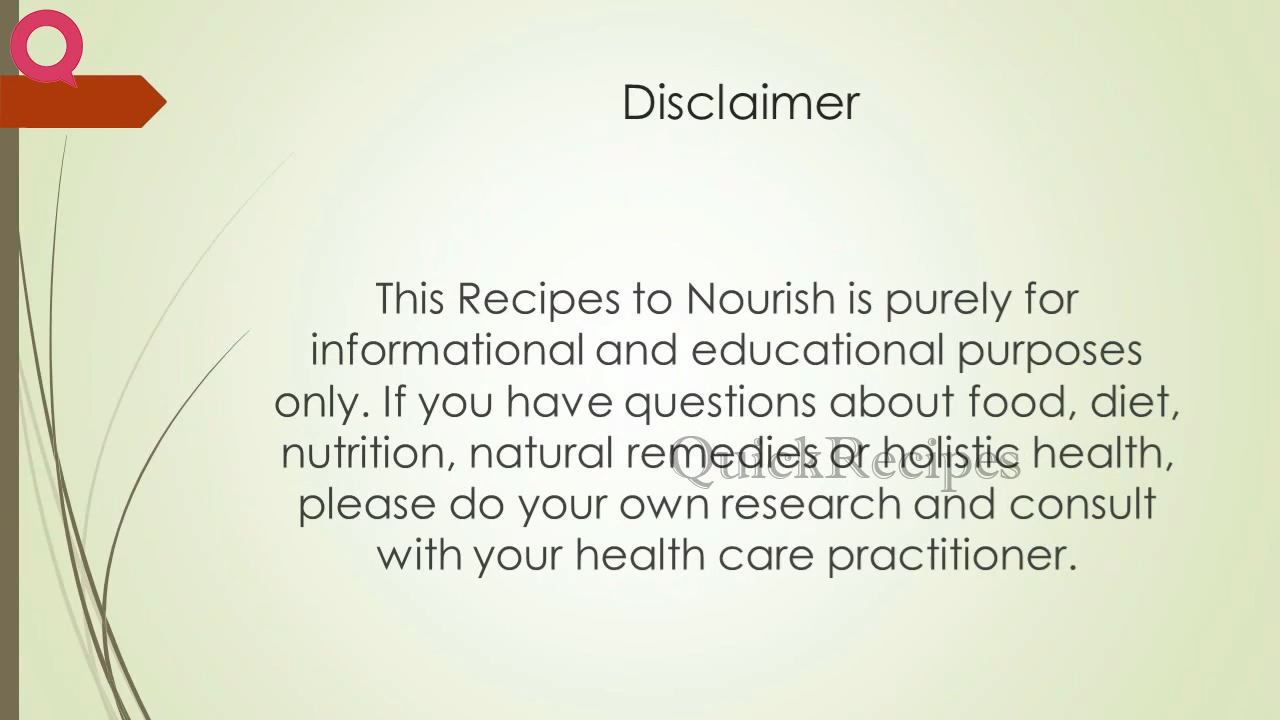 Disclaimer
This Recipes to Nourish is purely for
informational and educational purposes
only. If you have questions about food, diet,
nutrition, natural remedies or holistic health,
QuickRecipes
please do your own research and consult
with your health care practitioner.